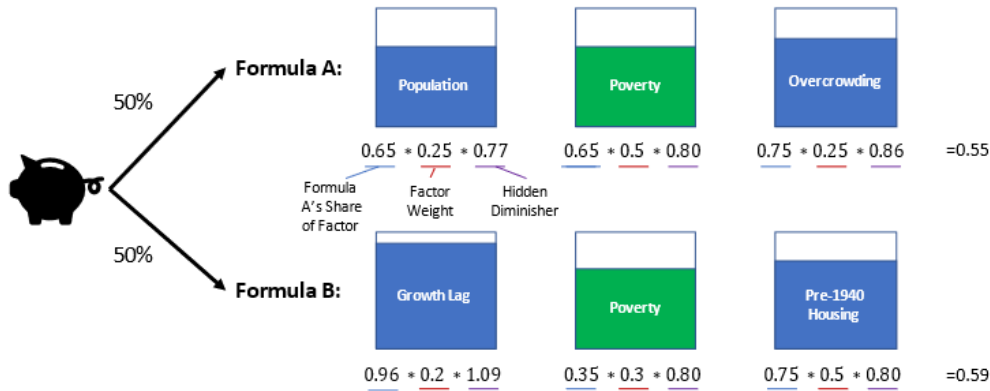 Formula A:
50%
Population
Poverty
Overcrowding
0.65 * 0.25 * 0.77
0.65 * 0.5 * 0.80
0.75 * 0.25 * 0.86
=0.55
Formula
A's Share
of Factor
Factor
Weight
Hidden
Diminisher
50%
Formula B:
Growth Lag
Poverty
Pre-1940
Housing
0.96 * 0.2 * 1.09
0.35 * 0.3 * 0.80
0.75 * 0.5 * 0.80
=0.59